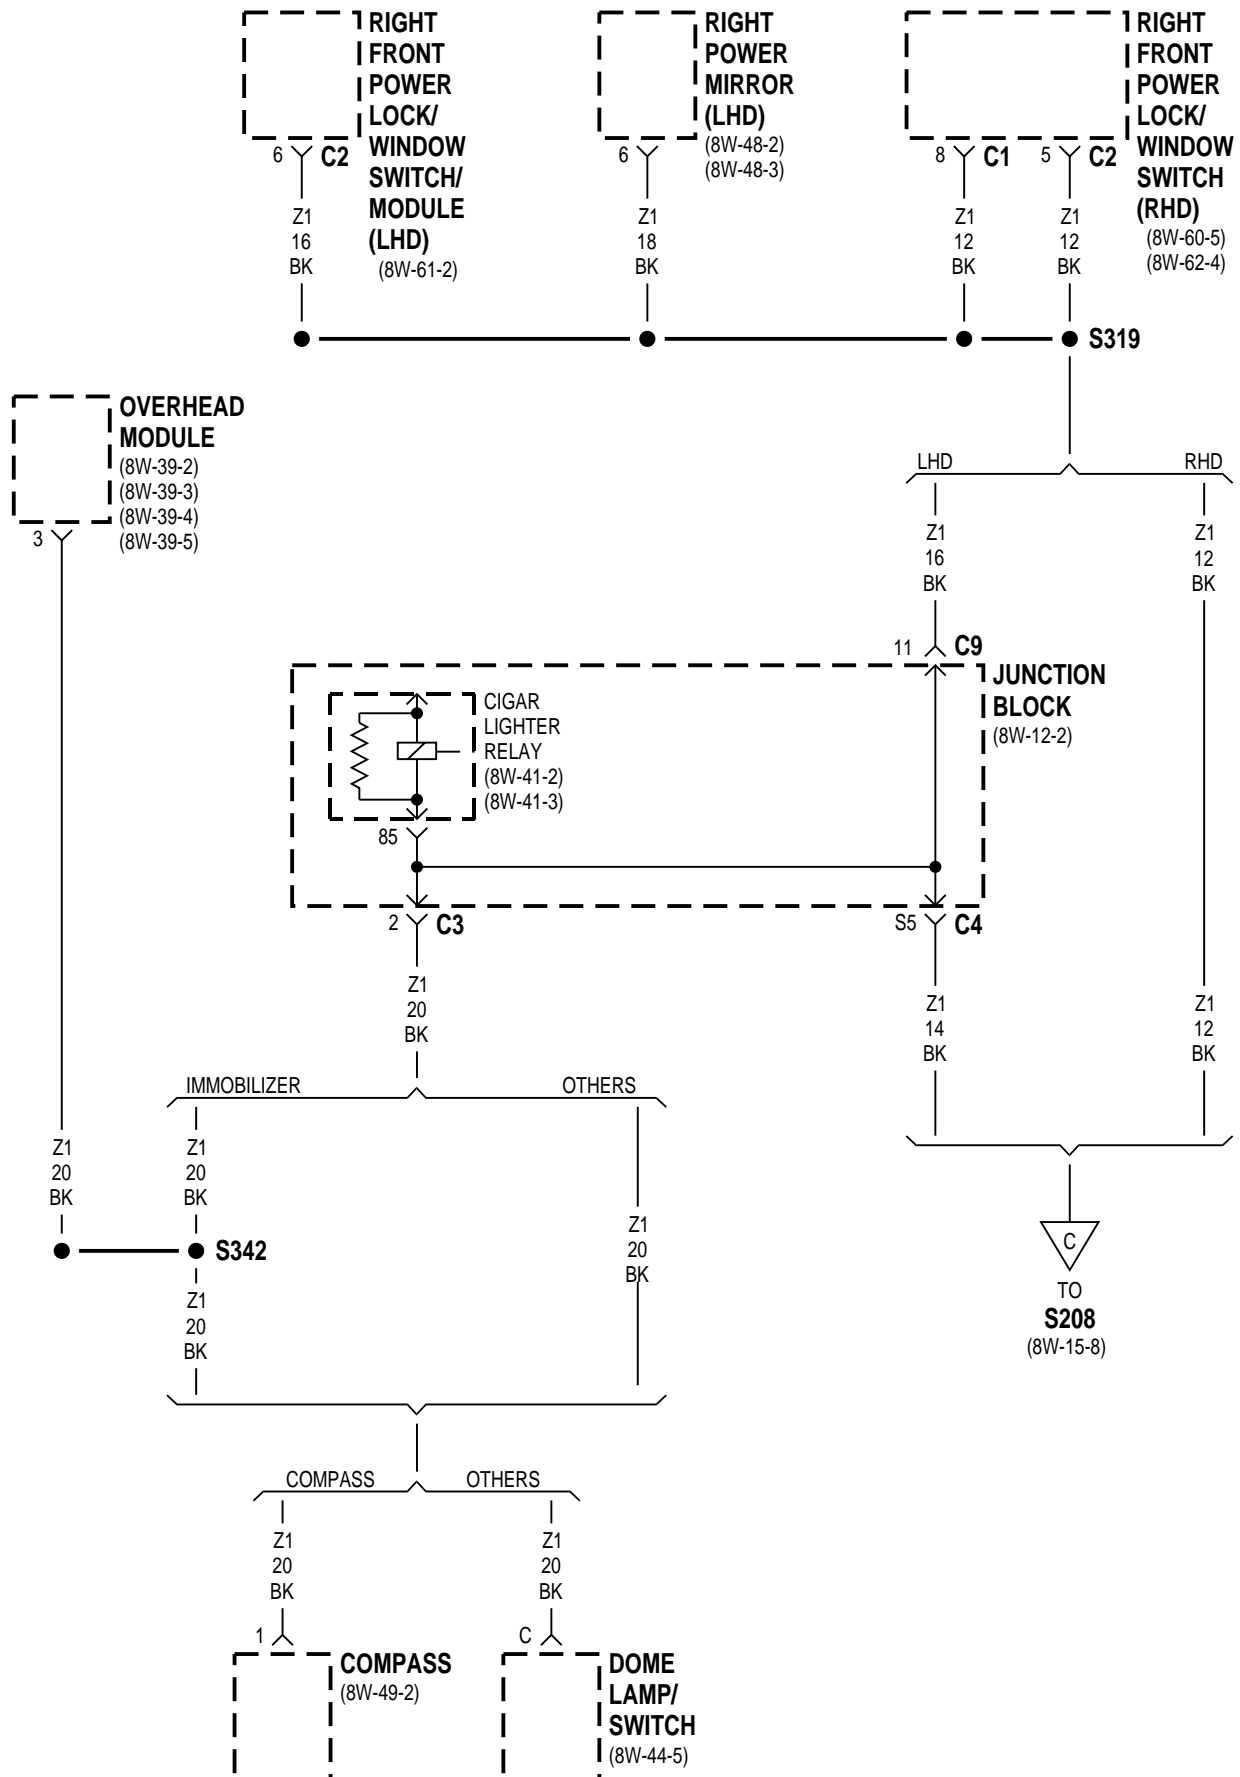 RIGHT
FRONT
POWER
LOCK/
WINDOW
SWITCH/
MODULE
(LHD)
(8W-61-2)
6
C2
Z1
16
BK
RIGHT
POWER
MIRROR
(LHD)
(8W-48-2)
(8W-48-3)
6
Z1
18
BK
RIGHT
FRONT
POWER
LOCK/
WINDOW
SWITCH
(RHD)
(8W-60-5)
(8W-62-4)
8
C1
5
C2
Z1
12
BK
Z1
12
BK
S319
OVERHEAD
MODULE
(8W-39-2)
(8W-39-3)
(8W-39-4)
(8W-39-5)
3
LHD
RHD
Z1
16
BK
Z1
12
BK
11
C9
JUNCTION
BLOCK
(8W-12-2)
CIGAR
LIGHTER
RELAY
(8W-41-2)
(8W-41-3)
85
2
C3
S5
C4
Z1
20
BK
Z1
14
BK
Z1
12
BK
IMMOBILIZER
OTHERS
Z1
20
BK
Z1
20
BK
Z1
20
BK
S342
Z1
20
BK
C
TO
S208
(8W-15-8)
COMPASS
OTHERS
Z1
20
BK
Z1
20
BK
1
C
COMPASS
(8W-49-2)
DOME
LAMP/
SWITCH
(8W-44-5)